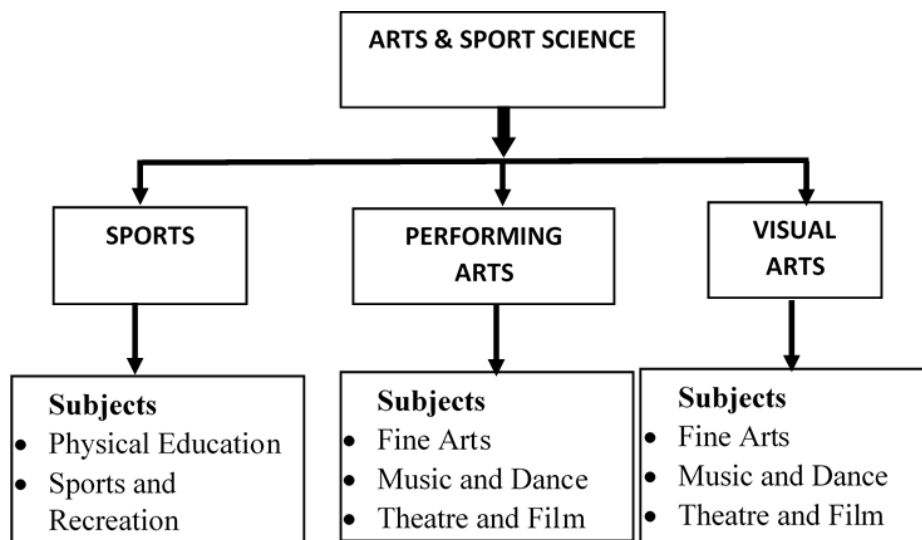 ARTS & SPORT SCIENCE
SPORTS
PERFORMING
ARTS
VISUAL
ARTS
Subjects
• Physical Education
• Sports and
Recreation
Subjects
• Fine Arts
• Music and Dance
• Theatre and Film
Subjects
• Fine Arts
• Music and Dance
• Theatre and Film